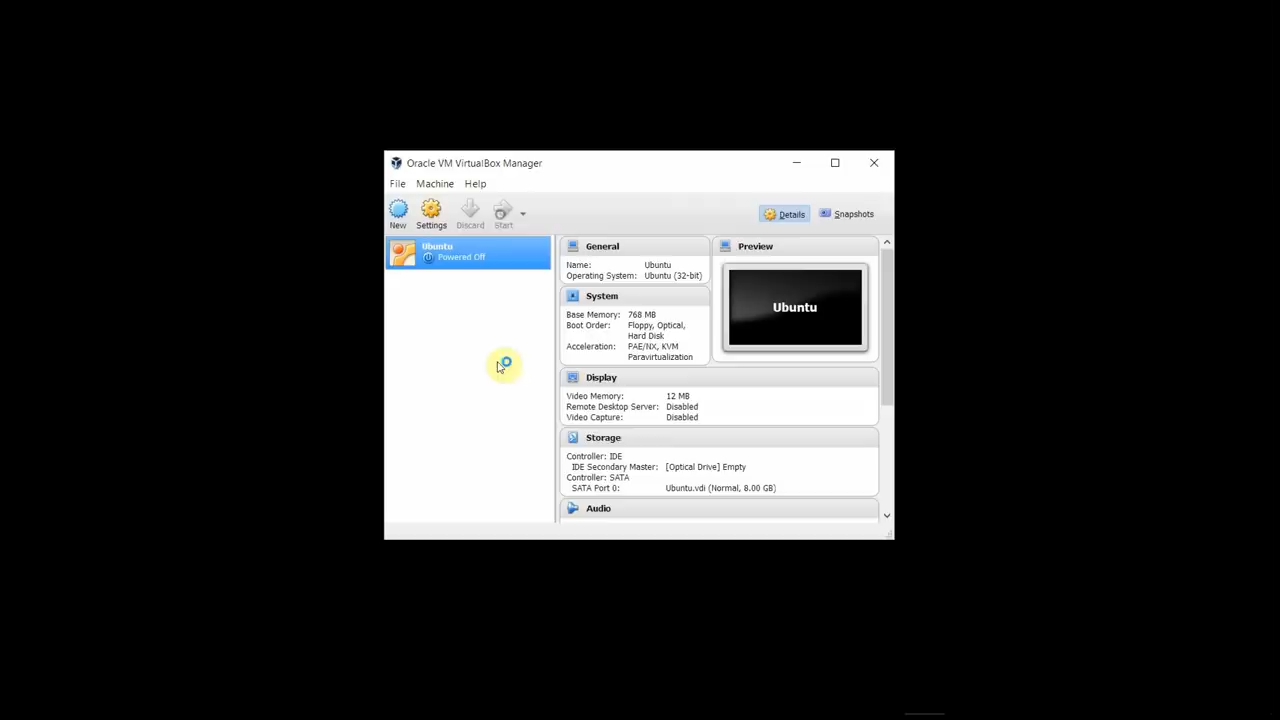 Oracle VM VirtualBox Manager
File Machine Help
New Settings Discard Start Details Snapshots
Ubuntu
Powered Off
General
Name: Ubuntu
Operating System: Ubuntu (32-bit)
Preview
Ubuntu
System
Base Memory: 768 MB
Boot Order: Floppy, Optical,
Hard Disk
Acceleration: PAE/NX, KVM
Paravirtualization
Display
Video Memory: 12 MB
Remote Desktop Server: Disabled
Video Capture: Disabled
Storage
Controller: IDE
IDE Secondary Master: [Optical Drive] Empty
Controller: SATA
SATA Port 0: Ubuntu.vdi (Normal, 8.00 GB)
Audio